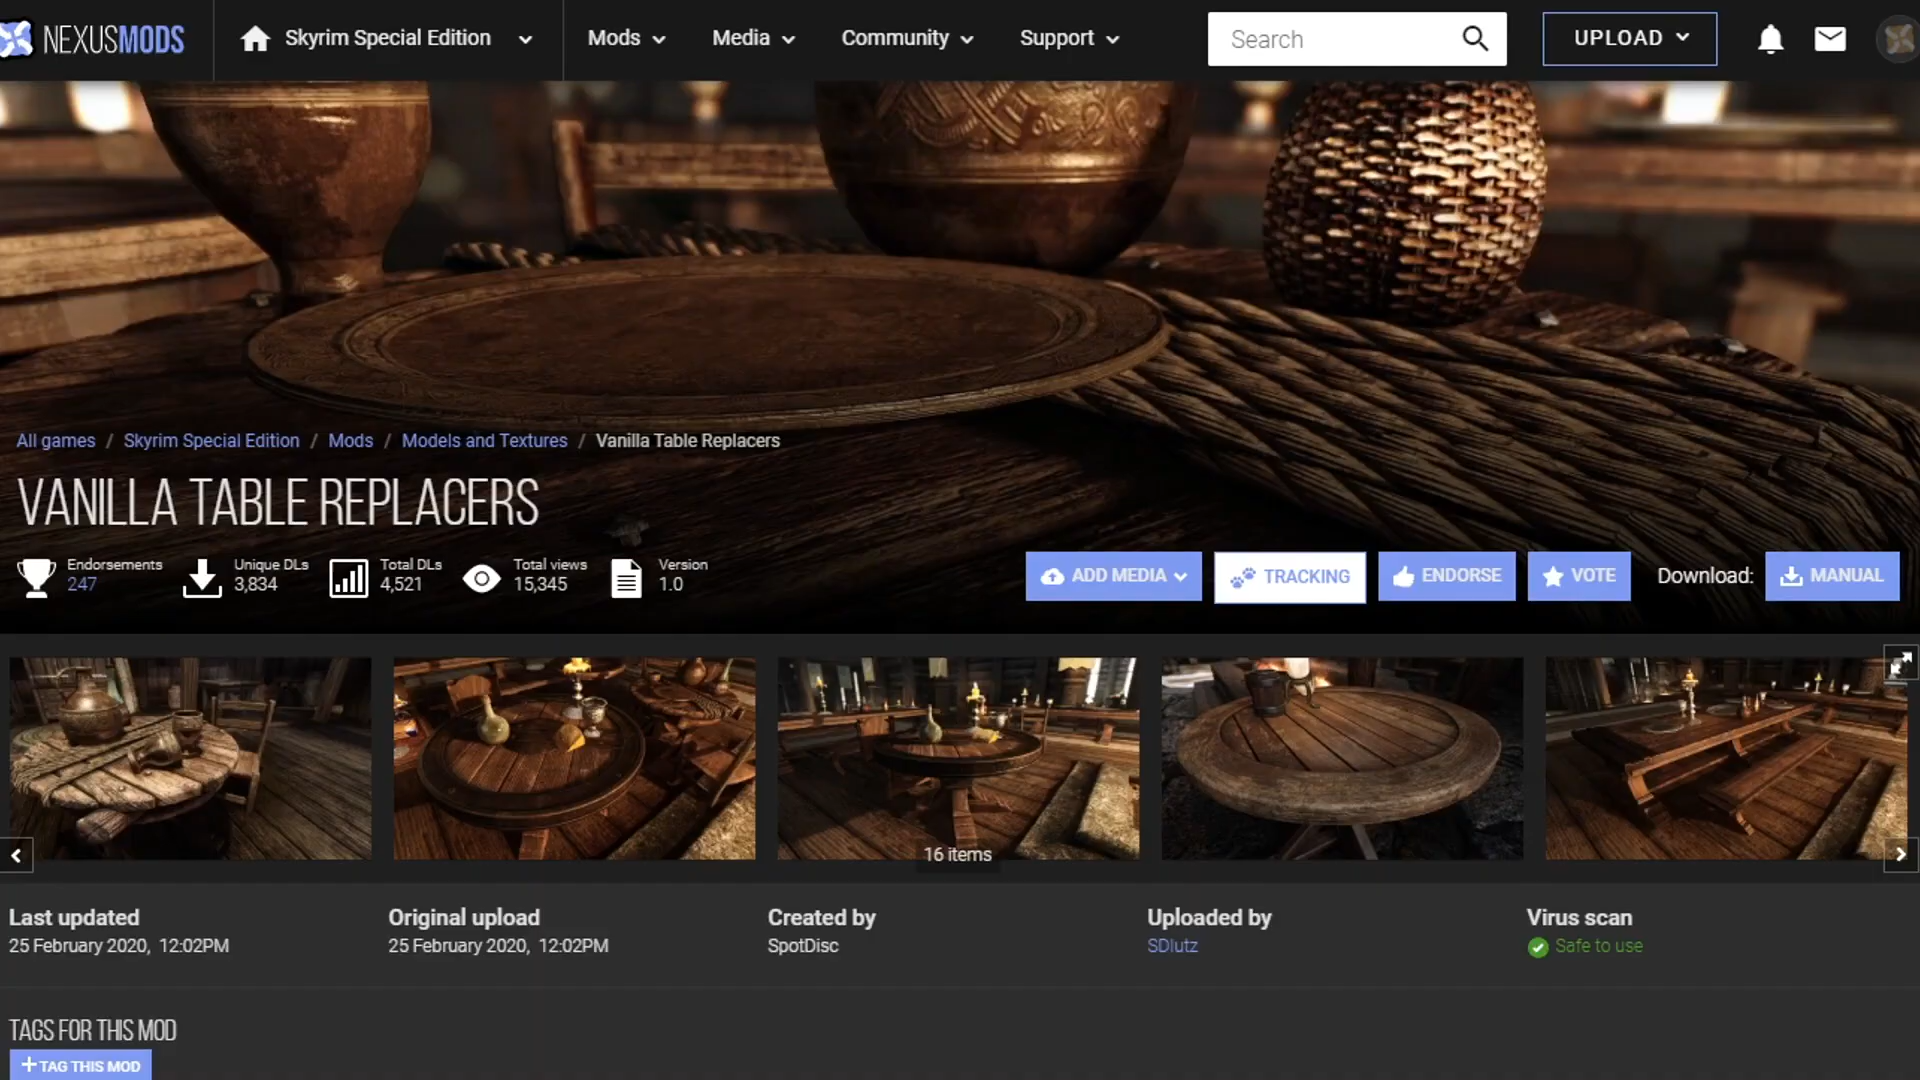 NEXUSMODS
Skyrim Special Edition
Mods
Media
Community
Support
Search
UPLOAD
All games / Skyrim Special Edition / Mods / Models and Textures / Vanilla Table Replacers
VANILLA TABLE REPLACERS
Endorsements
247
Unique DLs
3,834
Total DLs
4,521
Total views
15,345
Version
1.0
ADD MEDIA
TRACKING
ENDORSE
VOTE
Download:
MANUAL
16 items
Last updated
25 February 2020, 12:02PM
Original upload
25 February 2020, 12:02PM
Created by
SpotDisc
Uploaded by
SDlutz
Virus scan
Safe to use
TAGS FOR THIS MOD
+ TAG THIS MOD